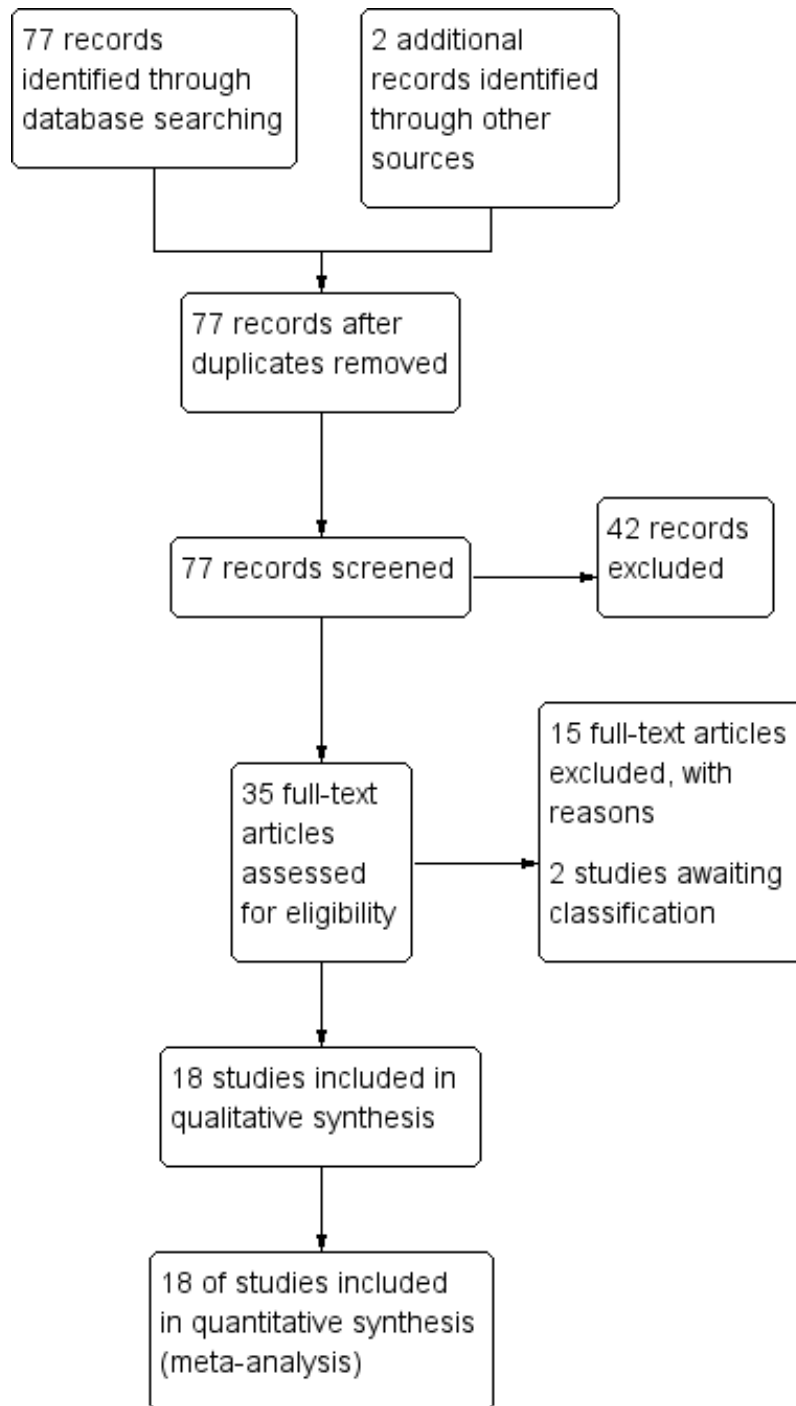 77 records
identified through
database searching
2 additional
records identified
through other
sources
77 records after
duplicates removed
77 records screened
42 records
excluded
35 full-text
articles
assessed
for eligibility
15 full-text articles
excluded, with
reasons
2 studies awaiting
classification
18 studies included in
qualitative synthesis
18 of studies included
in quantitative synthesis
(meta-analysis)